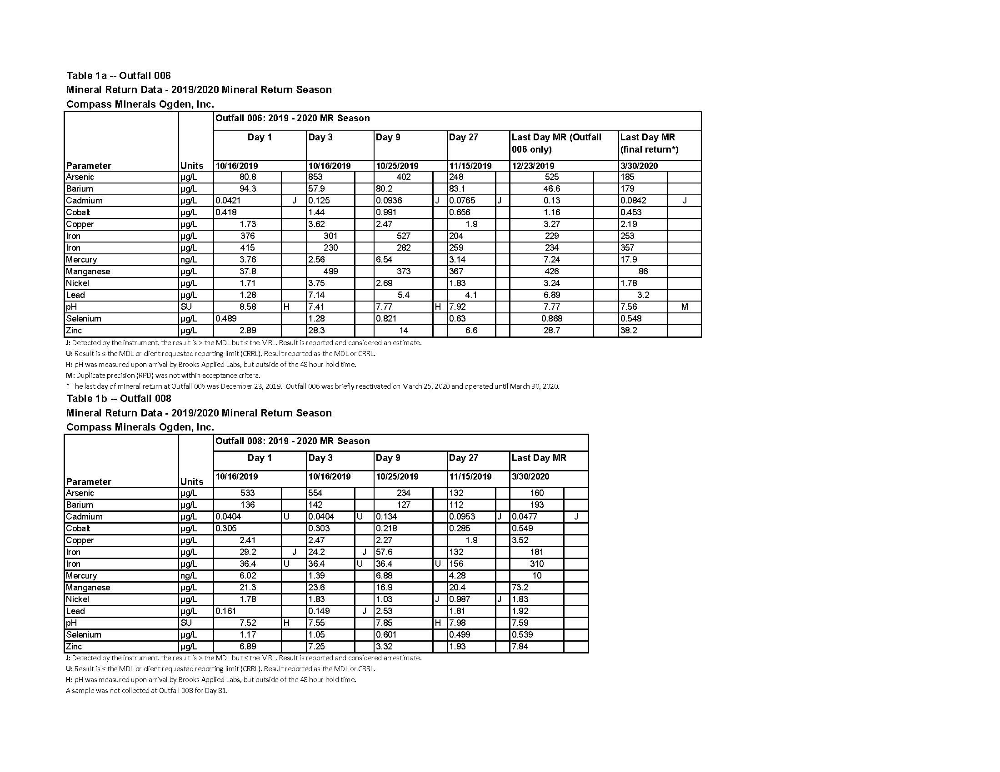 Table 1a -- Outfall 006
Mineral Return Data - 2019/2020 Mineral Return Season
Compass Minerals Ogden, Inc.
Outfall 006: 2019 - 2020 MR Season
Day 1 Day 3 Day 9 Day 27 Last Day MR (Outfall 006 only) Last Day MR (final return*)
Parameter Units 10/16/2019 10/16/2019 10/25/2019 11/15/2019 12/23/2019 3/30/2020
Arsenic µg/L 80.8 853 402 248 525 185
Barium µg/L 94.3 57.9 80.2 83.1 46.6 179
Cadmium µg/L 0.0421 J 0.125 0.0936 J 0.0765 J 0.13 0.0842 J
Cobalt µg/L 0.418 1.44 0.991 0.656 1.16 0.453
Copper µg/L 1.73 3.62 2.47 1.9 3.27 2.19
Iron µg/L 376 301 527 204 229 253
Iron µg/L 415 230 282 259 234 357
Mercury ng/L 3.76 2.56 6.54 3.14 7.24 17.9
Manganese µg/L 37.8 499 373 367 426 86
Nickel µg/L 1.71 3.75 2.69 1.83 3.24 1.78
Lead µg/L 1.28 7.14 5.4 4.1 6.89 3.2
pH SU 8.58 H 7.41 7.77 H 7.92 7.77 7.56 M
Selenium µg/L 0.489 1.28 0.821 0.63 0.868 0.548
Zinc µg/L 2.89 28.3 14 6.6 28.7 38.2
J: Detected by the instrument, the result is > the MDL but ≤ the MRL. Result is reported and considered an estimate.
U: Result is ≤ the MDL or client requested reporting limit (CRRL). Result reported as the MDL or CRRL.
H: pH was measured upon arrival by Brooks Applied Labs, but outside of the 48 hour hold time.
M: Duplicate precision (RPD) was not within acceptance critera.
* The last day of mineral return at Outfall 006 was December 23, 2019. Outfall 006 was briefly reactivated on March 25, 2020 and operated until March 30, 2020.
Table 1b -- Outfall 008
Mineral Return Data - 2019/2020 Mineral Return Season
Compass Minerals Ogden, Inc.
Outfall 008: 2019 - 2020 MR Season
Day 1 Day 3 Day 9 Day 27 Last Day MR
Parameter Units 10/16/2019 10/16/2019 10/25/2019 11/15/2019 3/30/2020
Arsenic µg/L 533 554 234 132 160
Barium µg/L 136 142 127 112 193
Cadmium µg/L 0.0404 U 0.0404 U 0.134 0.0953 J 0.0477 J
Cobalt µg/L 0.305 0.303 0.218 0.285 0.549
Copper µg/L 2.41 2.47 2.27 1.9 3.52
Iron µg/L 29.2 J 24.2 J 57.6 132 181
Iron µg/L 36.4 U 36.4 U 36.4 U 156 310
Mercury ng/L 6.02 1.39 6.88 4.28 10
Manganese µg/L 21.3 23.6 16.9 20.4 73.2
Nickel µg/L 1.78 1.83 1.03 J 0.987 J 1.83
Lead µg/L 0.161 0.149 J 2.53 1.81 1.92
pH SU 7.52 H 7.55 7.85 H 7.98 7.59
Selenium µg/L 1.17 1.05 0.601 0.499 0.539
Zinc µg/L 6.89 7.25 3.32 1.93 7.84
J: Detected by the instrument, the result is > the MDL but ≤ the MRL. Result is reported and considered an estimate.
U: Result is ≤ the MDL or client requested reporting limit (CRRL). Result reported as the MDL or CRRL.
H: pH was measured upon arrival by Brooks Applied Labs, but outside of the 48 hour hold time.
A sample was not collected at Outfall 008 for Day 81.